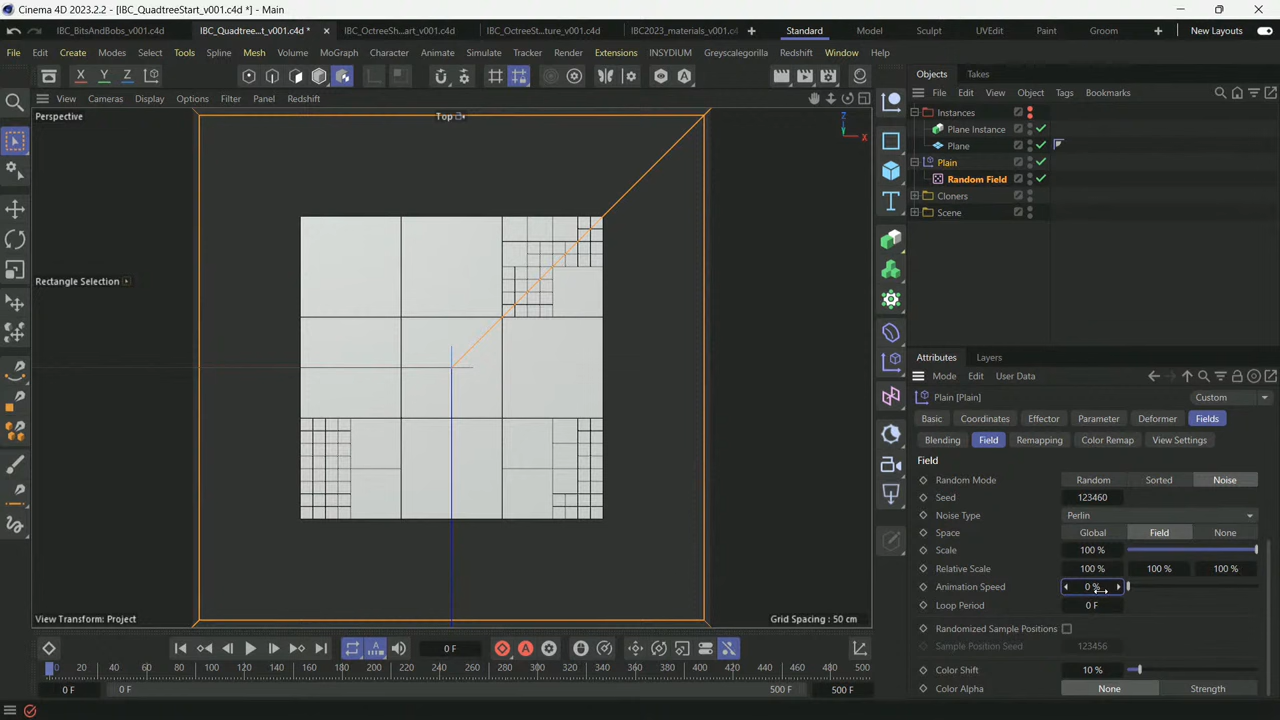 Cinema 4D 2023.2.2 - [IBC_QuadtreeStart_v001.c4d *] - Main
IBC_BitsAndBobs_v001.c4d
IBC_Quadtree...t_v001.c4d *
IBC_OctreeSh...art_v001.c4d
IBC_OctreeSt...ture_v001.c4d
IBC2023_materials_v001.c4
Standard
Model
Sculpt
UVEdit
Paint
Groom
New Layouts
File Edit Create Modes Select Tools Spline Mesh Volume MoGraph Character Animate Simulate Tracker Render Extensions INSYDIUM Greyscalegorilla Redshift Window Help
X Y Z
View Cameras Display Options Filter Panel Redshift
Perspective
Top
Z
X
Rectangle Selection
View Transform: Project
Grid Spacing : 50 cm
Objects Takes
File Edit View Object Tags Bookmarks
Instances
Plane Instance
Plane
Plain
Random Field
Cloners
Scene
Attributes Layers
Mode Edit User Data
Plain [Plain]
Custom
Basic Coordinates Effector Parameter Deformer Fields
Blending Field Remapping Color Remap View Settings
Field
Random Mode Random Sorted Noise
Seed 123460
Noise Type Perlin
Space Global Field None
Scale 100 %
Relative Scale 100 % 100 % 100 %
Animation Speed 0 %
Loop Period 0 F
Randomized Sample Positions
Sample Position Seed 123456
Color Shift 10 %
Color Alpha None Strength
0 F
0 20 40 60 80 100 120 140 160 180 200 220 240 260 280 300 320 340 360 380 400 420 440 460 480 500
0 F 0 F 500 F 500 F